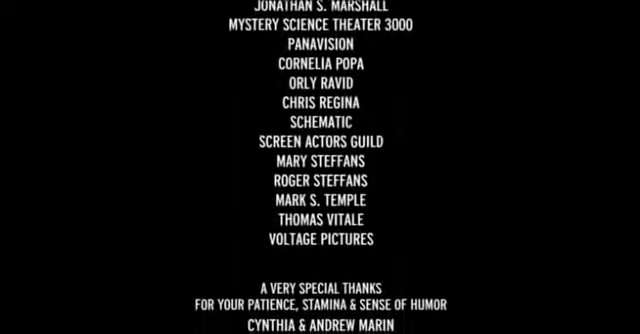 JONATHAN S. MARSHALL
MYSTERY SCIENCE THEATER 3000
PANAVISION
CORNELIA POPA
ORLY RAVID
CHRIS REGINA
SCHEMATIC
SCREEN ACTORS GUILD
MARY STEFFANS
ROGER STEFFANS
MARK S. TEMPLE
THOMAS VITALE
VOLTAGE PICTURES
A VERY SPECIAL THANKS
FOR YOUR PATIENCE, STAMINA & SENSE OF HUMOR
CYNTHIA & ANDREW MARIN